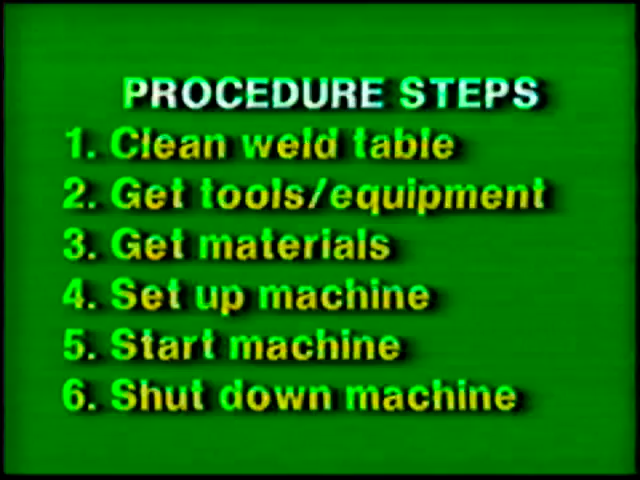 PROCEDURE STEPS
1. Clean weld table
2. Get tools/equipment
3. Get materials
4. Set up machine
5. Start machine
6. Shut down machine